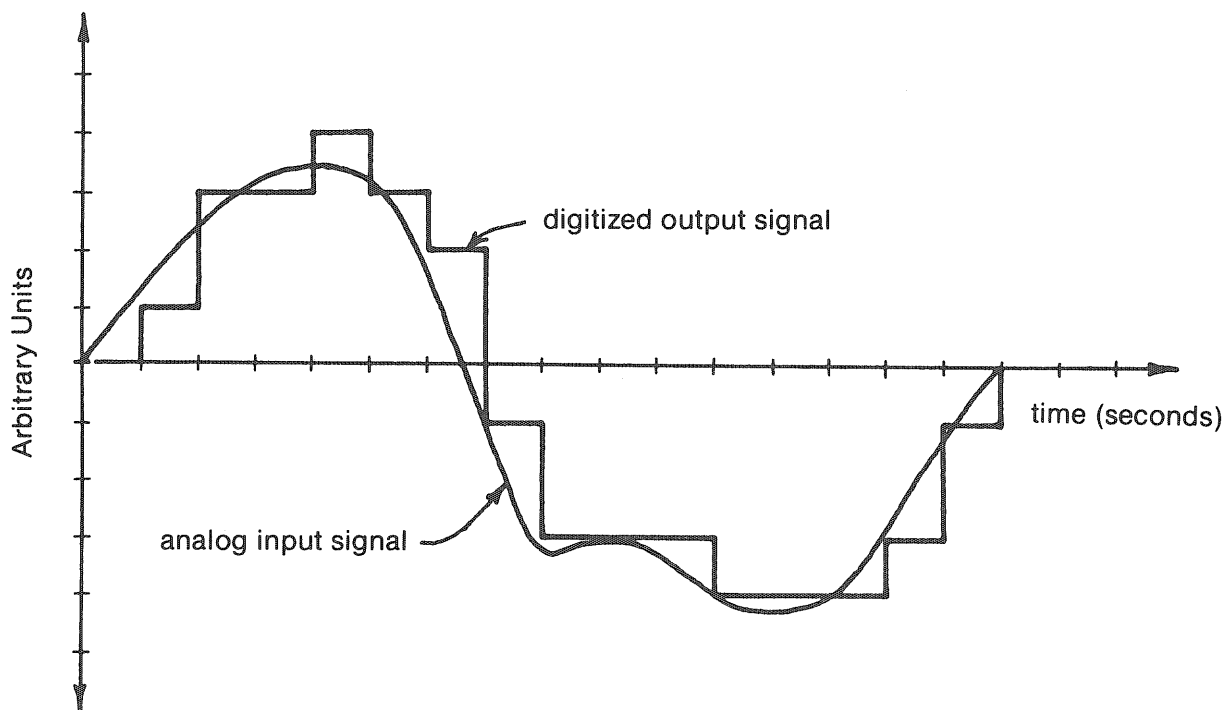 Arbitrary Units
digitized output signal
time (seconds)
analog input signal